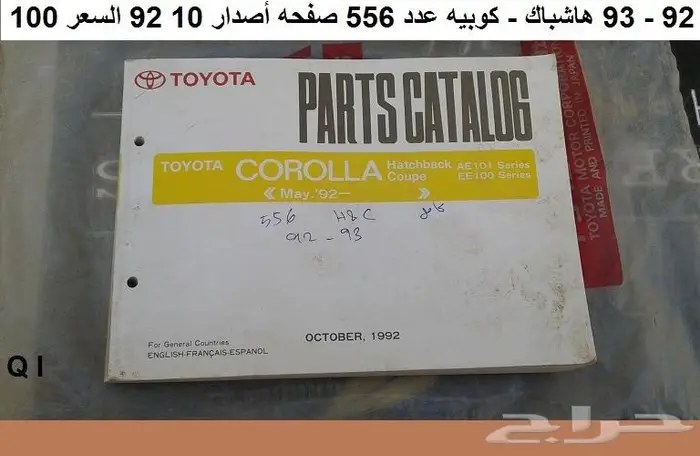 92 - 93 هاشباك - كوبيه عدد 556 صفحه أصدار 10 92 السعر 100
TOYOTA PARTS CATALOG
TOYOTA COROLLA Hatchback Coupe AE101 Series EE100 Series
≪ May.'92— ≫
556 H&C
92 - 93
For General Countries
ENGLISH-FRANÇAIS-ESPAÑOL
OCTOBER, 1992
TOYOTA MOTOR CORPORATION
MADE AND PRINTED IN JAPAN
Q I
حراج